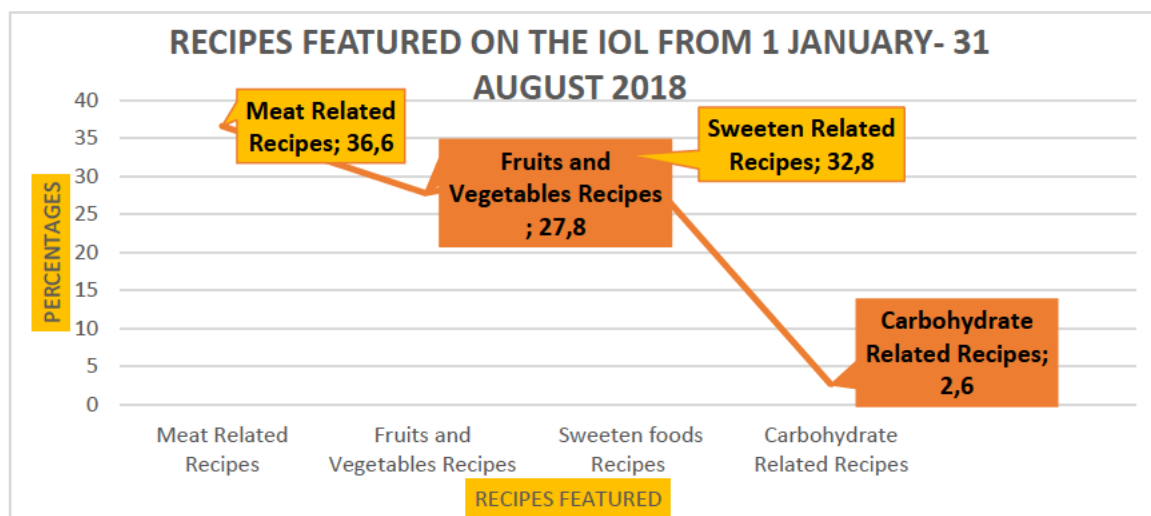 RECIPES FEATURED ON THE IOL FROM 1 JANUARY- 31
AUGUST 2018
PERCENTAGES
40
35
30
25
20
15
10
5
0
Meat Related
Recipes; 36,6
Fruits and
Vegetables Recipes
; 27,8
Sweeten Related
Recipes; 32,8
Carbohydrate
Related Recipes;
2,6
Meat Related
Recipes
Fruits and
Vegetables Recipes
Sweeten foods
Recipes
Carbohydrate
Related Recipes
RECIPES FEATURED